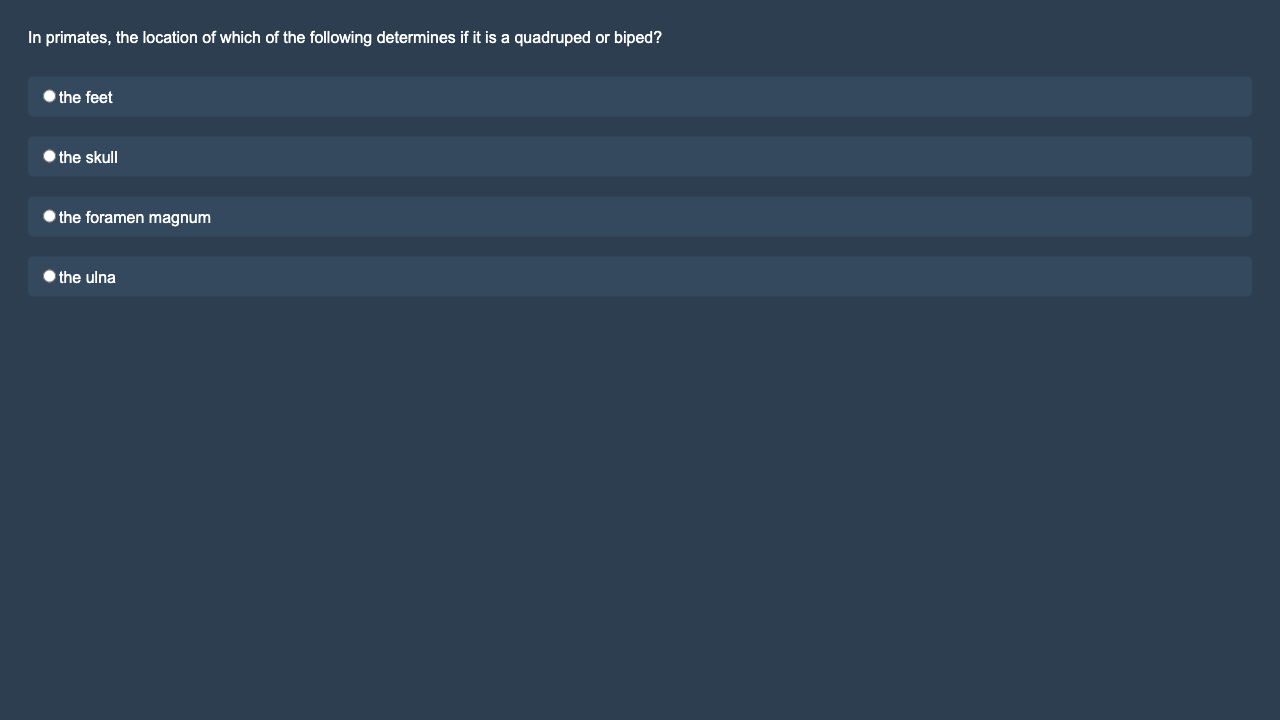 In primates, the location of which of the following determines if it is a quadruped or biped?
the feet
the skull
the foramen magnum
the ulna